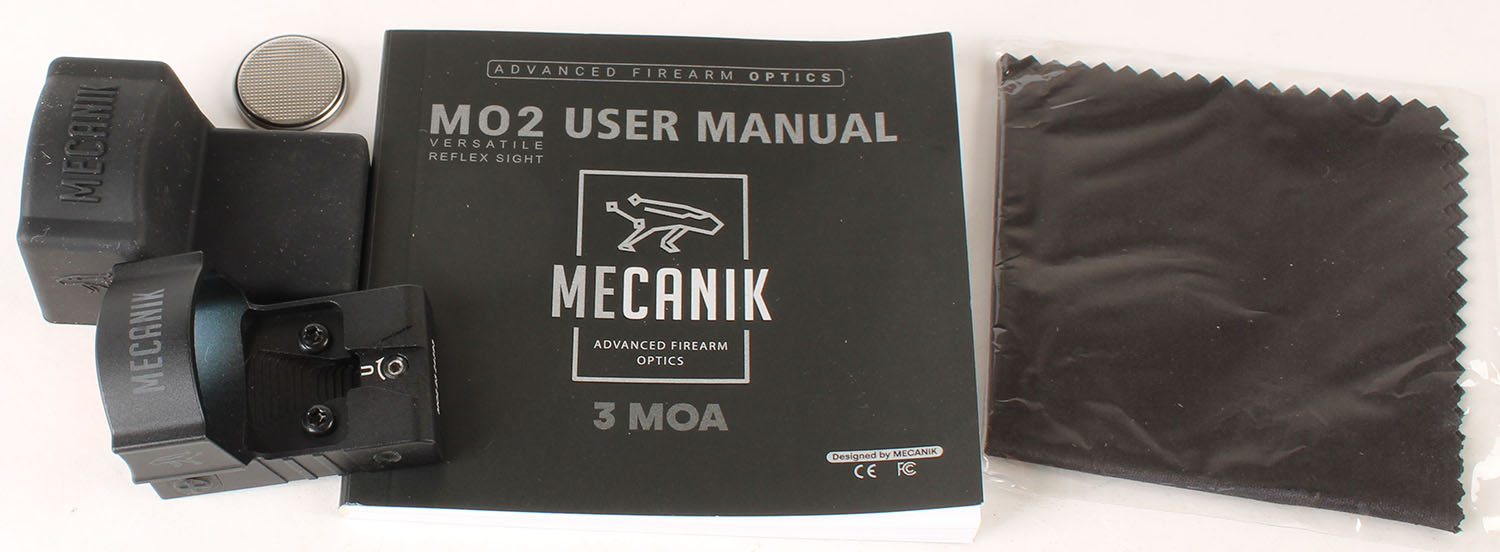 MECANIK
MECANIK
U
ADVANCED FIREARM OPTICS
MO2 USER MANUAL
VERSATILE
REFLEX SIGHT
MECANIK
ADVANCED FIREARM
OPTICS
3 MOA
Designed by MECANIK
CE FC